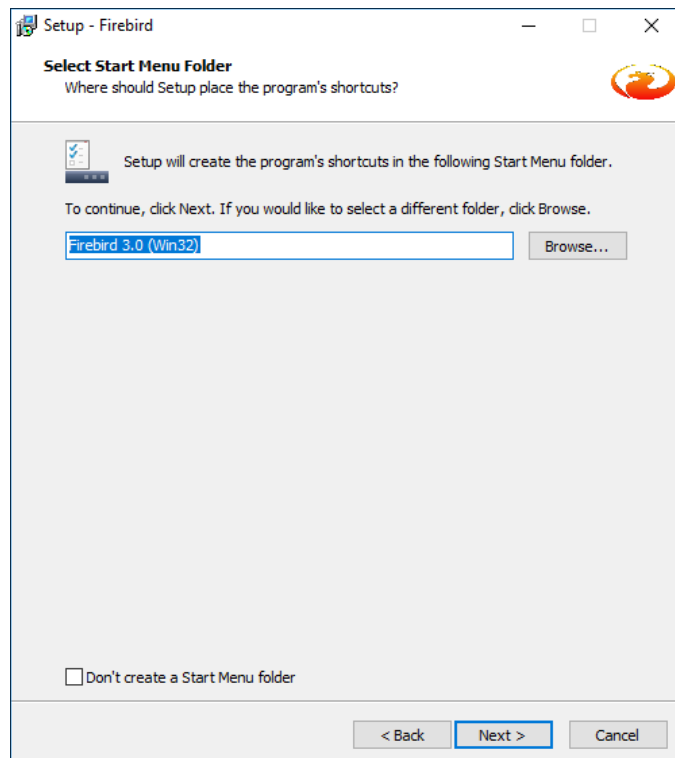 Setup - Firebird
Select Start Menu Folder
Where should Setup place the program's shortcuts?
Setup will create the program's shortcuts in the following Start Menu folder.
To continue, click Next. If you would like to select a different folder, click Browse.
Firebird 3.0 (Win32)
Browse...
Don't create a Start Menu folder
< Back
Next >
Cancel